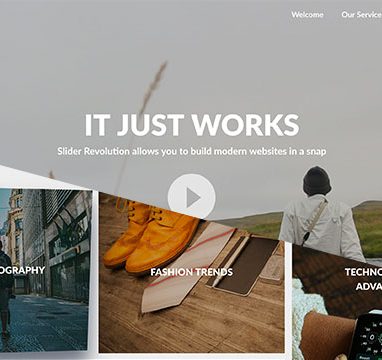 Welcome Our Service
IT JUST WORKS
Slider Revolution allows you to build modern websites in a snap
OGRAPHY
FASHION TRENDS
TECHNO
ADVA